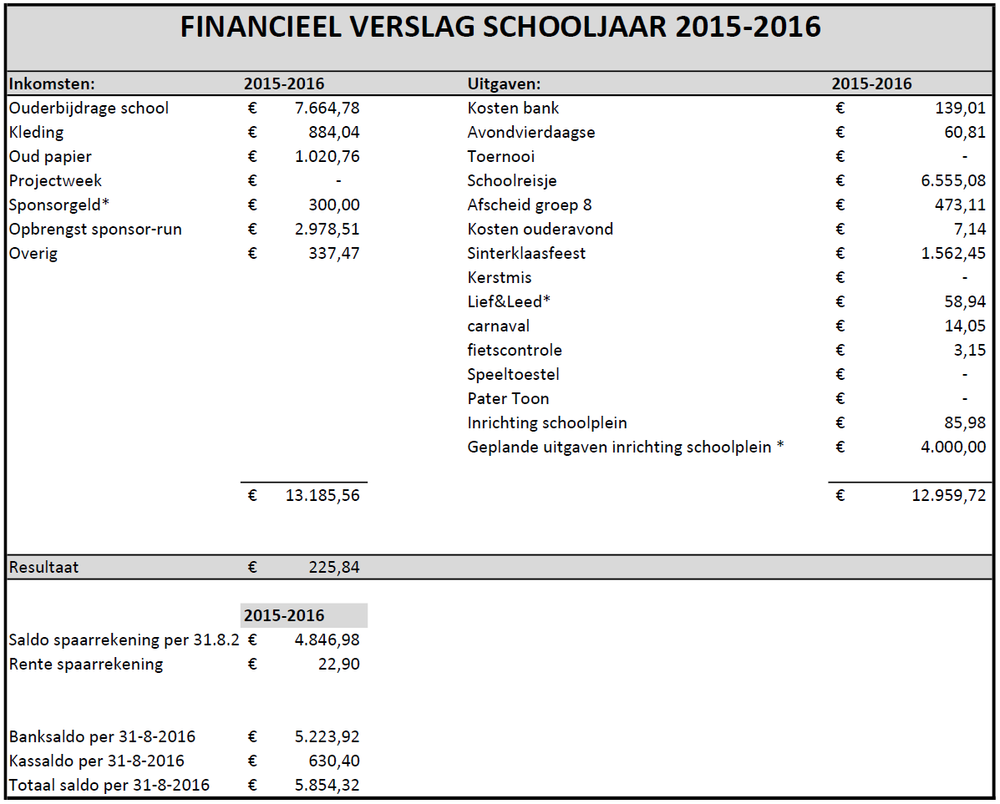 FINANCIEEL VERSLAG SCHOOLJAAR 2015-2016
Inkomsten: 2015-2016 Uitgaven: 2015-2016
Ouderbijdrage school € 7.664,78 Kosten bank € 139,01
Kleding € 884,04 Avondvierdaagse € 60,81
Oud papier € 1.020,76 Toernooi € -
Projectweek € - Schoolreisje € 6.555,08
Sponsorgeld* € 300,00 Afscheid groep 8 € 473,11
Opbrengst sponsor-run € 2.978,51 Kosten ouderavond € 7,14
Overig € 337,47 Sinterklaasfeest € 1.562,45
Kerstmis € -
Lief&Leed* € 58,94
carnaval € 14,05
fietscontrole € 3,15
Speeltoestel € -
Pater Toon € -
Inrichting schoolplein € 85,98
Geplande uitgaven inrichting schoolplein * € 4.000,00
€ 13.185,56 € 12.959,72
Resultaat € 225,84
2015-2016
Saldo spaarrekening per 31.8.2 € 4.846,98
Rente spaarrekening € 22,90
Banksaldo per 31-8-2016 € 5.223,92
Kassaldo per 31-8-2016 € 630,40
Totaal saldo per 31-8-2016 € 5.854,32